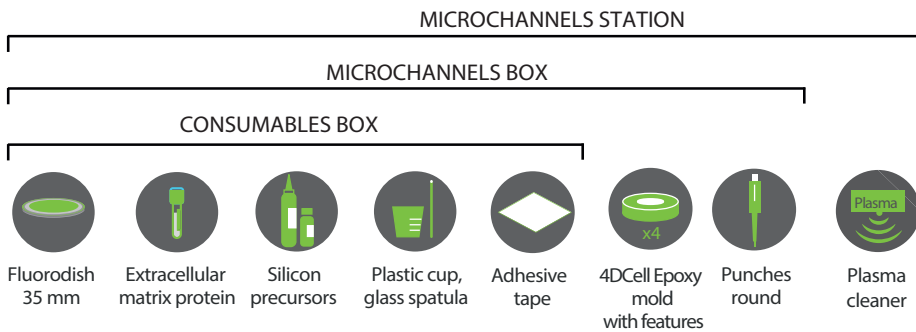 MICROCHANNELS STATION
MICROCHANNELS BOX
CONSUMABLES BOX
x4
Plasma
Fluorodish
35 mm
Extracellular
matrix protein
Silicon
precursors
Plastic cup,
glass spatula
Adhesive
tape
4DCell Epoxy
mold
with features
Punches
round
Plasma
cleaner